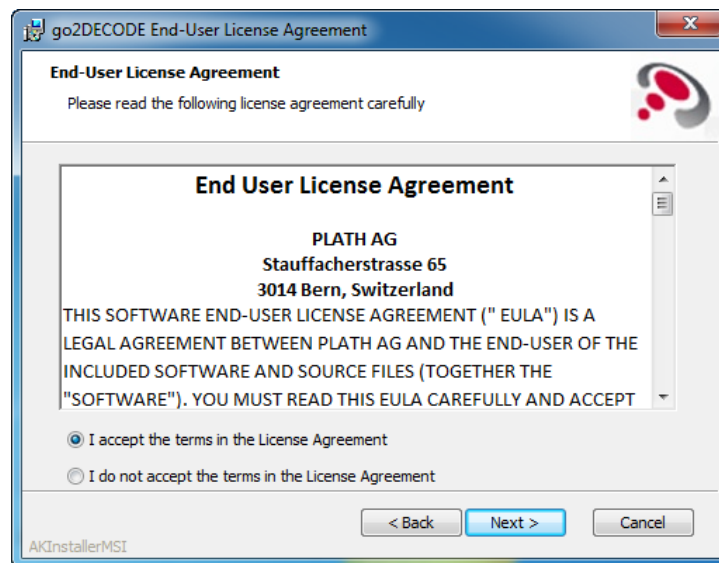 go2DECODE End-User License Agreement
End-User License Agreement
Please read the following license agreement carefully
End User License Agreement
PLATH AG
Stauffacherstrasse 65
3014 Bern, Switzerland
THIS SOFTWARE END-USER LICENSE AGREEMENT (" EULA") IS A
LEGAL AGREEMENT BETWEEN PLATH AG AND THE END-USER OF THE
INCLUDED SOFTWARE AND SOURCE FILES (TOGETHER THE
"SOFTWARE"). YOU MUST READ THIS EULA CAREFULLY AND ACCEPT
I accept the terms in the License Agreement
I do not accept the terms in the License Agreement
< Back Next > Cancel
AKInstallerMSI